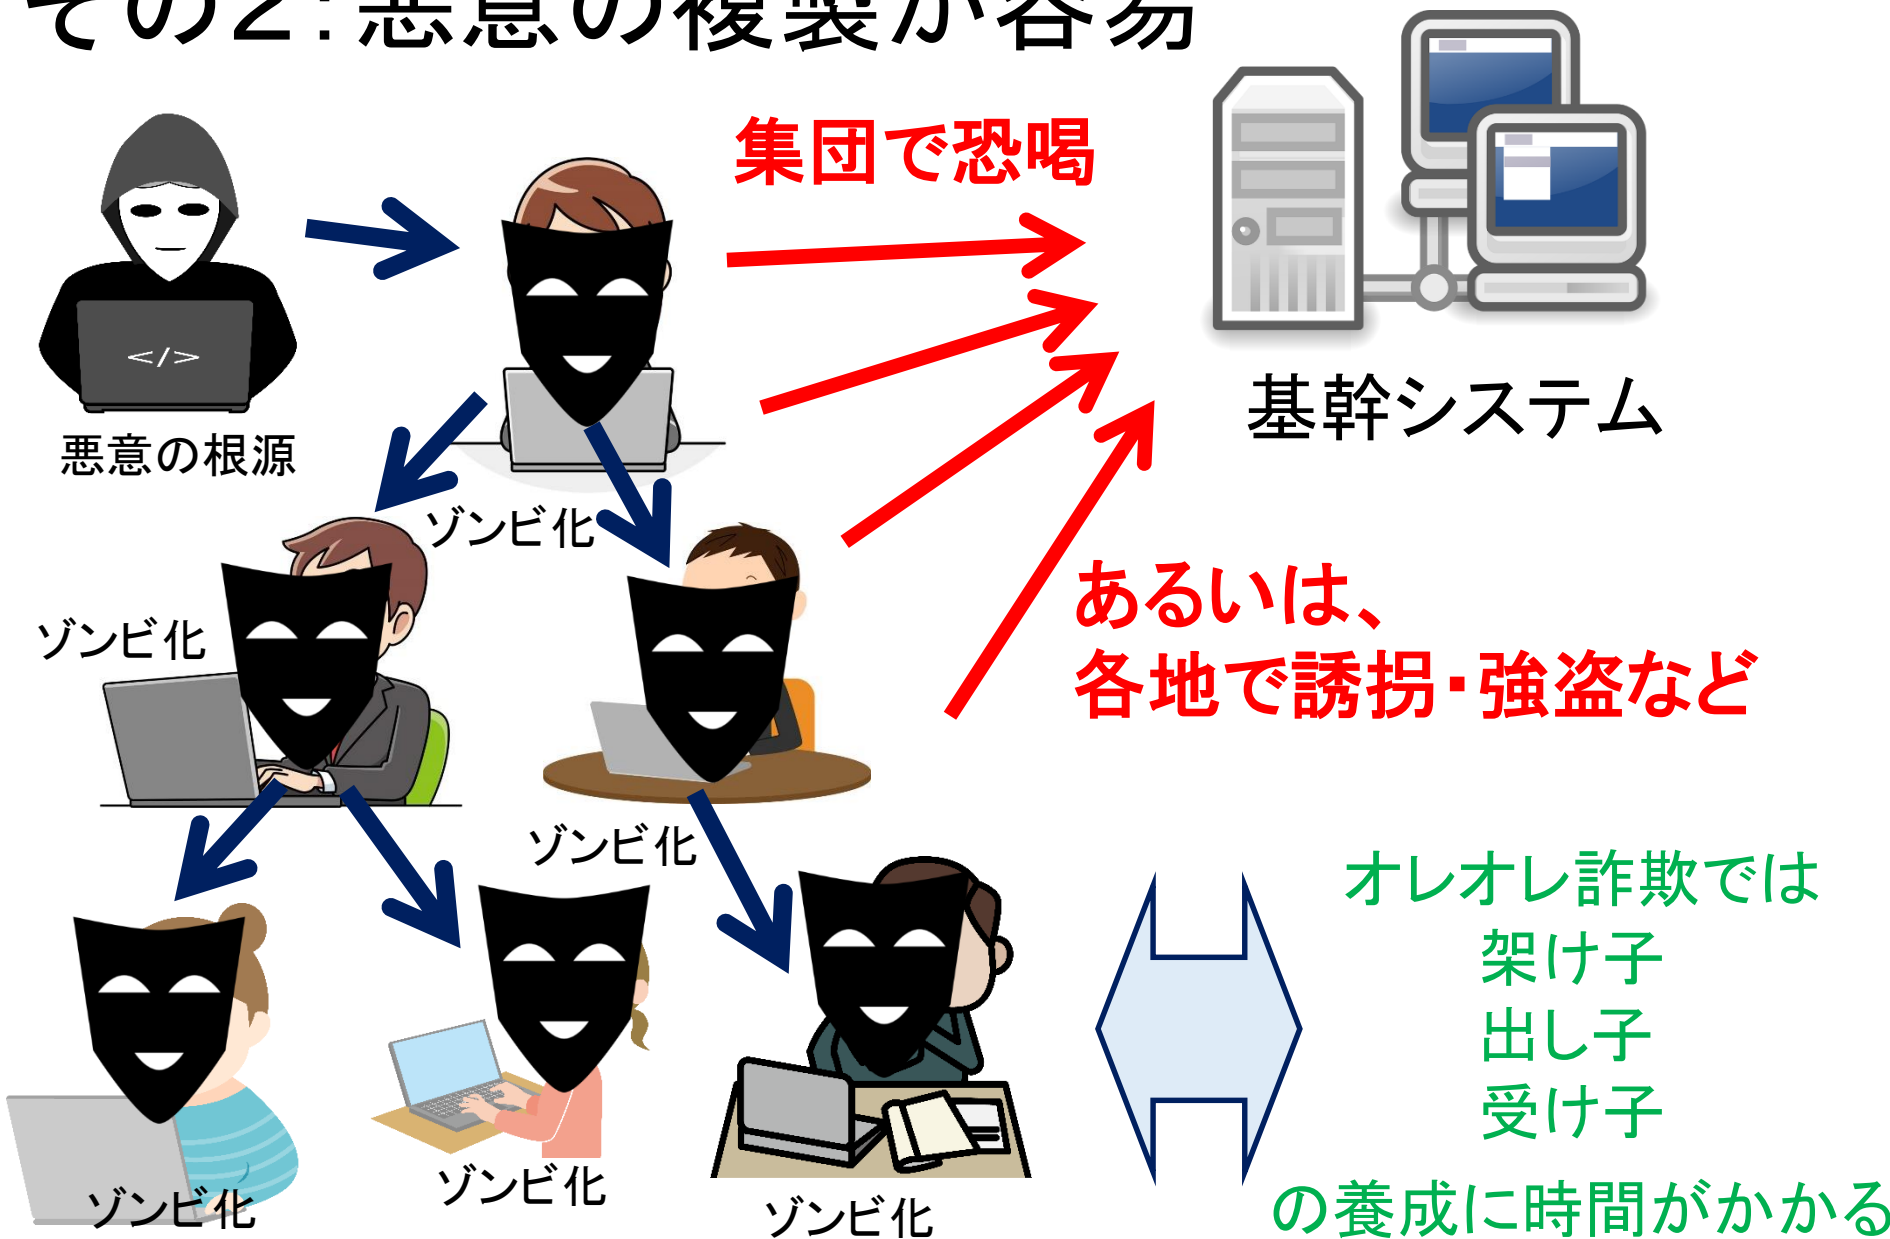 その2:悪意の複製が容易
集団で恐喝
</>
基幹システム
悪意の根源
ゾンビ化
あるいは、
各地で誘拐・強盗など
ゾンビ化
ゾンビ化
オレオレ詐欺では
架け子
出し子
受け子
の養成に時間がかかる
ゾンビ化
ゾンビ化
ゾンビ化